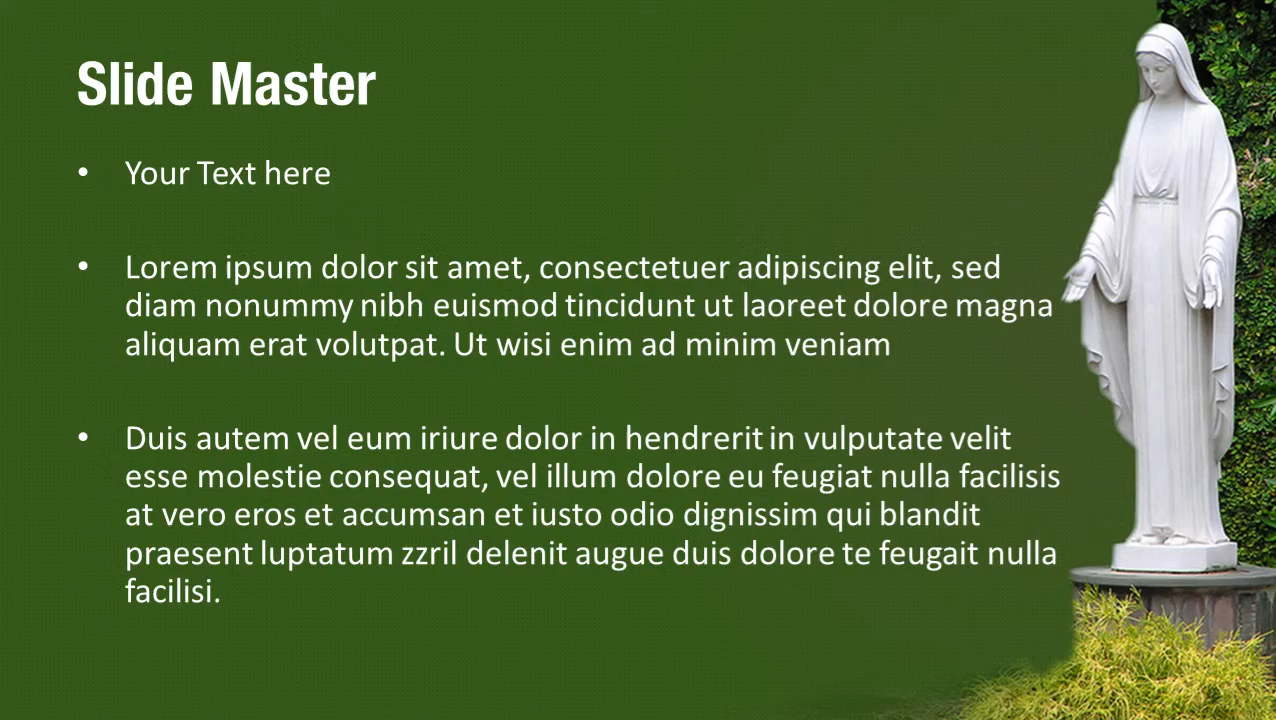 Slide Master
• Your Text here
• Lorem ipsum dolor sit amet, consectetuer adipiscing elit, sed
diam nonummy nibh euismod tincidunt ut laoreet dolore magna
aliquam erat volutpat. Ut wisi enim ad minim veniam
• Duis autem vel eum iriure dolor in hendrerit in vulputate velit
esse molestie consequat, vel illum dolore eu feugiat nulla facilisis
at vero eros et accumsan et iusto odio dignissim qui blandit
praesent luptatum zzril delenit augue duis dolore te feugait nulla
facilisi.